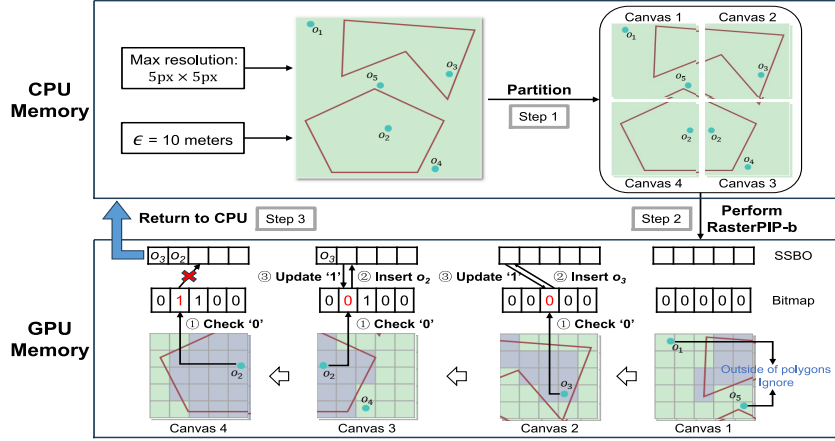 CPU
Memory
Max resolution:
5px × 5px
ϵ = 10 meters
o1
o3
o5
o2
o4
Partition
Step 1
Canvas 1
Canvas 2
o1
o3
o5
o2
o2
o4
Canvas 4
Canvas 3
Return to CPU
Step 3
Step 2
Perform
RasterPIP-b
GPU
Memory
o3 o2
o3
SSBO
③ Update '1'
② Insert o2
③ Update '1'
② Insert o3
0 1 1 0 0
0 0 1 0 0
0 0 0 0 0
0 0 0 0 0
Bitmap
① Check '0'
① Check '0'
① Check '0'
o2
o2
o4
o3
o1
Outside of polygons
Ignore
o5
Canvas 4
Canvas 3
Canvas 2
Canvas 1